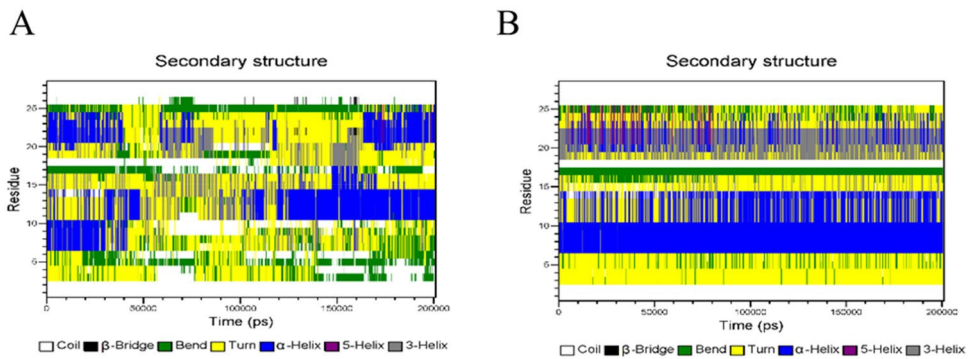 A
B
Secondary structure
Residue
25
20
15
10
5
0
50000
100000
150000
200000
Time (ps)
Coil β-Bridge Bend Turn α-Helix 5-Helix 3-Helix
Secondary structure
Residue
25
20
15
10
5
0
50000
100000
150000
200000
Time (ps)
Coil β-Bridge Bend Turn α-Helix 5-Helix 3-Helix